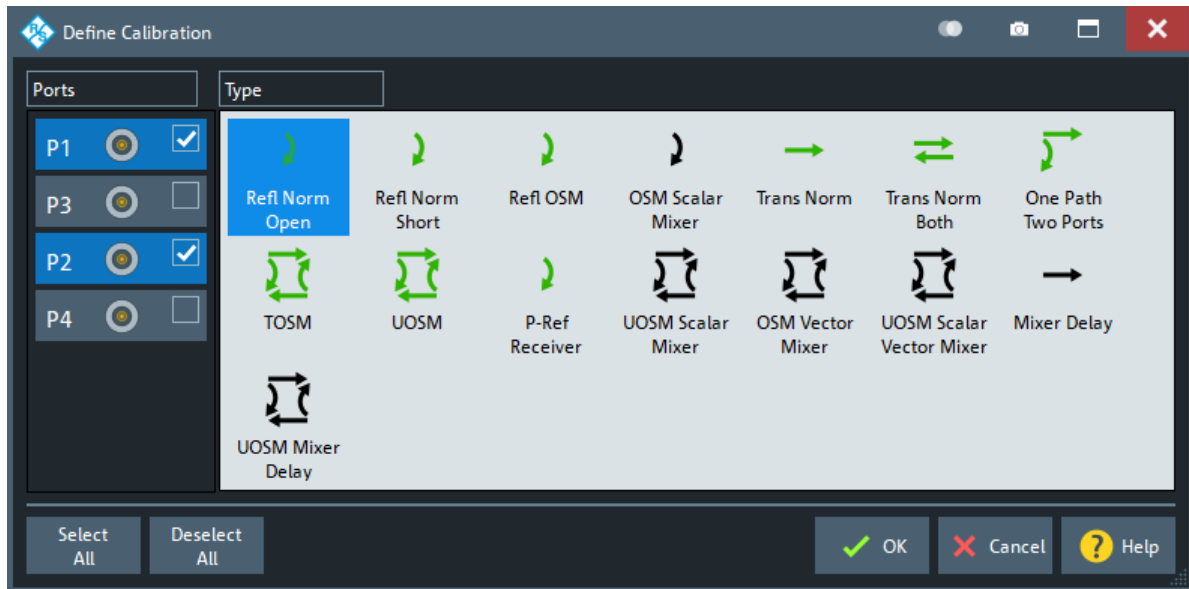 Define Calibration
Ports
Type
P1
P3
P2
P4
Refl Norm
Open
Refl Norm
Short
Refl OSM
OSM Scalar
Mixer
Trans Norm
Trans Norm
Both
One Path
Two Ports
TOSM
UOSM
P-Ref
Receiver
UOSM Scalar
Mixer
OSM Vector
Mixer
UOSM Scalar
Vector Mixer
Mixer Delay
UOSM Mixer
Delay
Select
All
Deselect
All
OK
Cancel
? Help